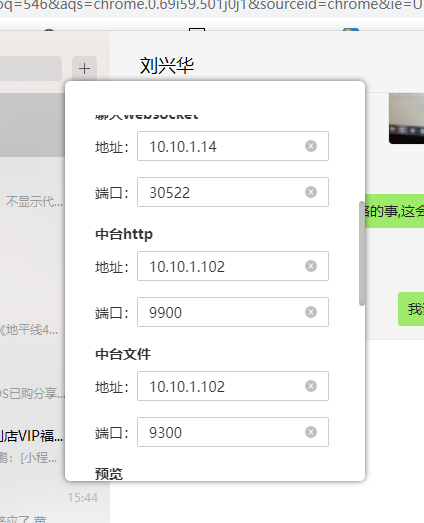 oq=546&aqs=chrome.0.69i59.501j0j1&sourceid=chrome&ie=U
刘兴华
聊天websocket
地址： 10.10.1.14
不显示代...
端口： 30522
的事,这会
中台http
地址： 10.10.1.102
我
端口： 9900
《地平线4...
中台文件
地址： 10.10.1.102
OS已购分享...
端口： 9300
店VIP福...
鹏：[小程...
预览
15:44